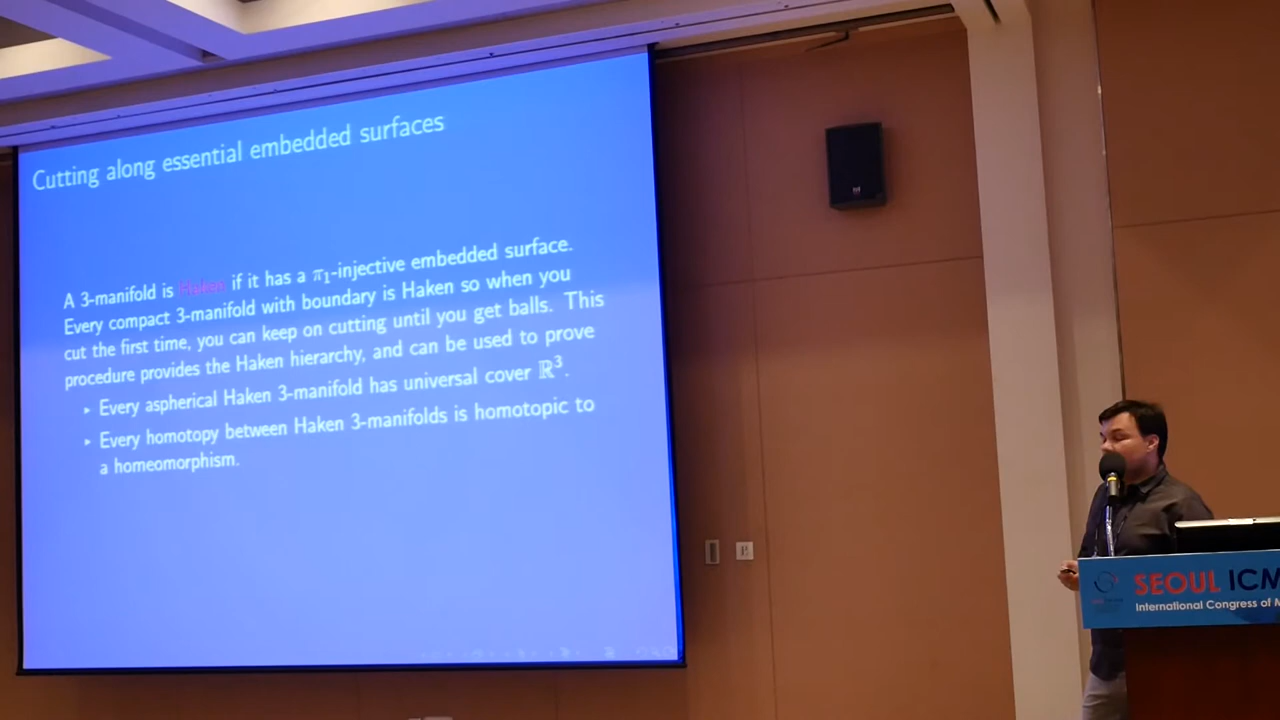 Cutting along essential embedded surfaces
A 3-manifold is Haken if it has a π₁-injective embedded surface.
Every compact 3-manifold with boundary is Haken so when you
cut the first time, you can keep on cutting until you get balls. This
procedure provides the Haken hierarchy, and can be used to prove
▸ Every aspherical Haken 3-manifold has universal cover ℝ³.
▸ Every homotopy between Haken 3-manifolds is homotopic to
a homeomorphism.
SEOUL ICM
International Congress of M